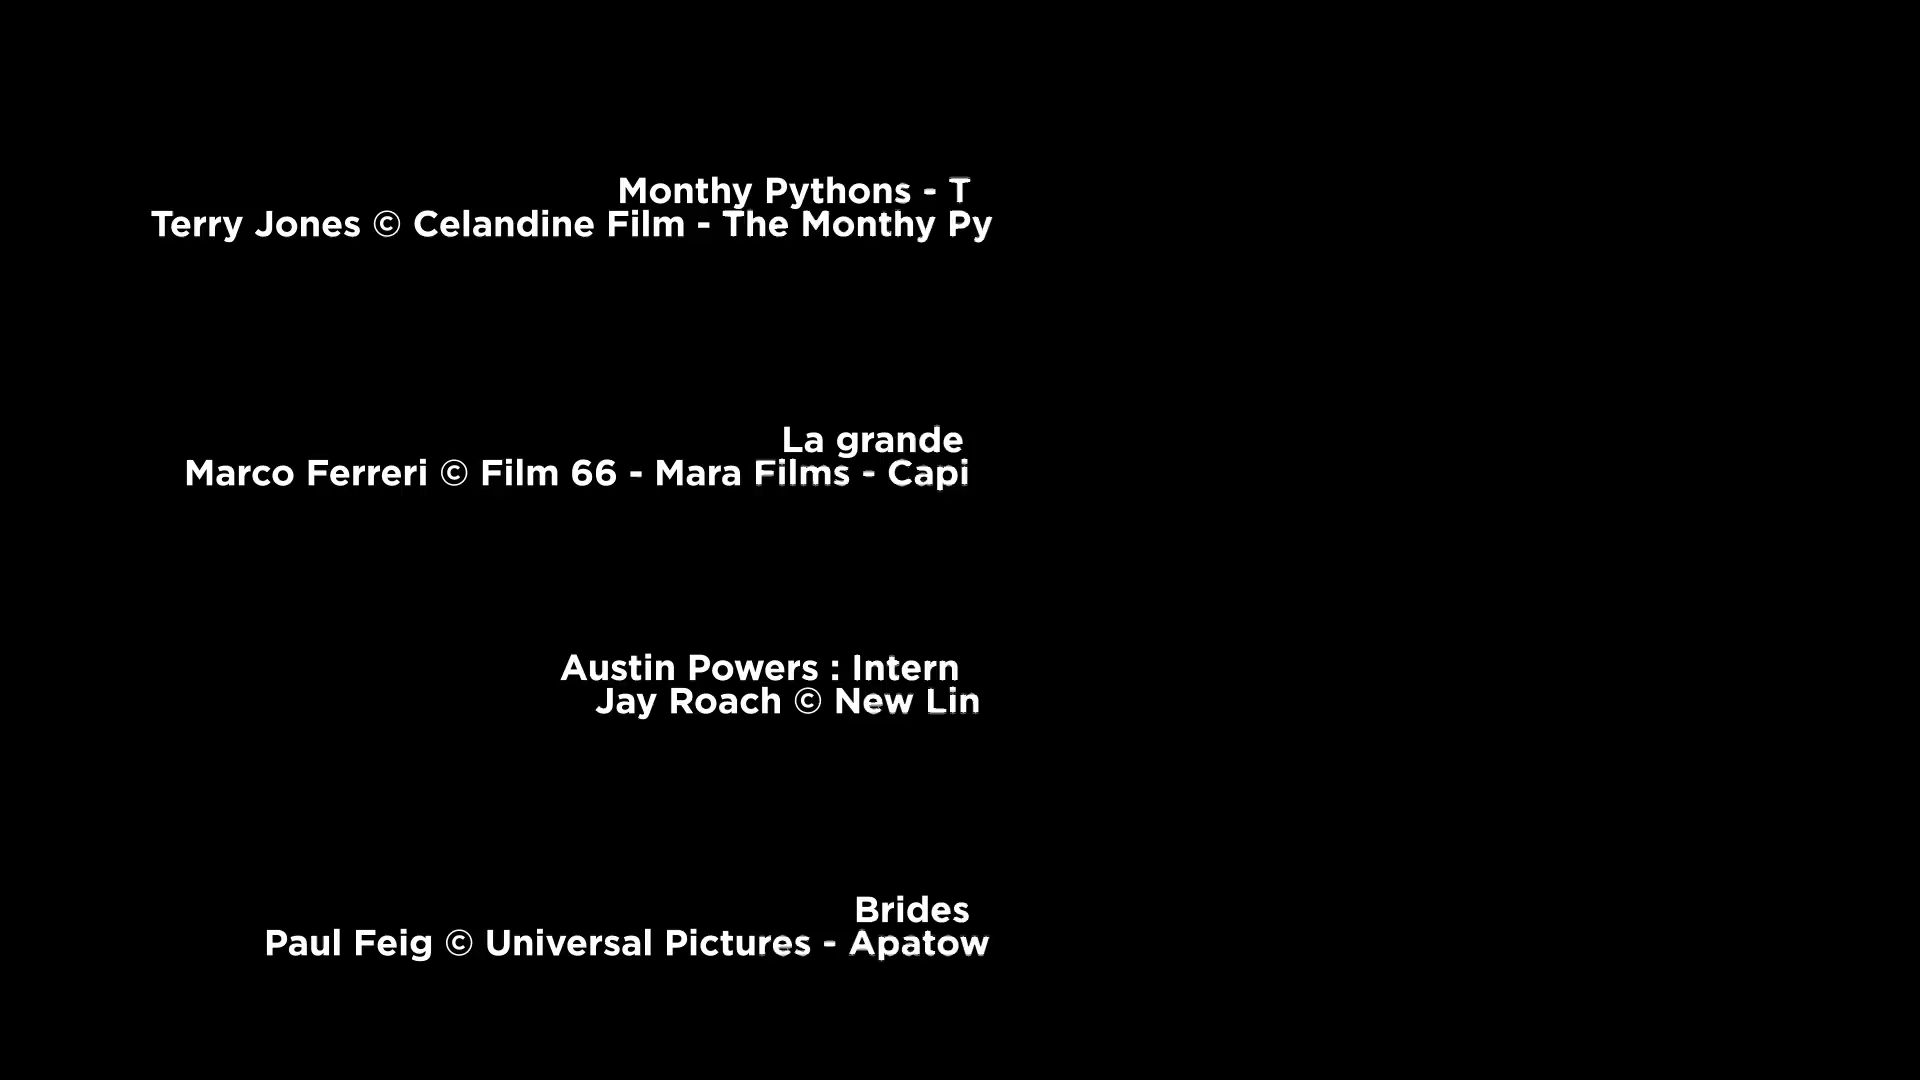 Monthy Pythons - T
Terry Jones © Celandine Film - The Monthy Py
La grande
Marco Ferreri © Film 66 - Mara Films - Capi
Austin Powers : Intern
Jay Roach © New Lin
Brides
Paul Feig © Universal Pictures - Apatow